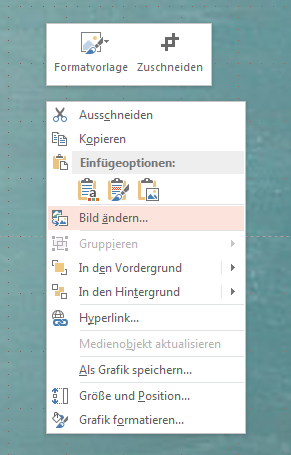 Formatvorlage Zuschneiden
Ausschneiden
Kopieren
Einfügeoptionen:
Bild ändern...
Gruppieren
In den Vordergrund
In den Hintergrund
Hyperlink...
Medienobjekt aktualisieren
Als Grafik speichern...
Größe und Position...
Grafik formatieren...